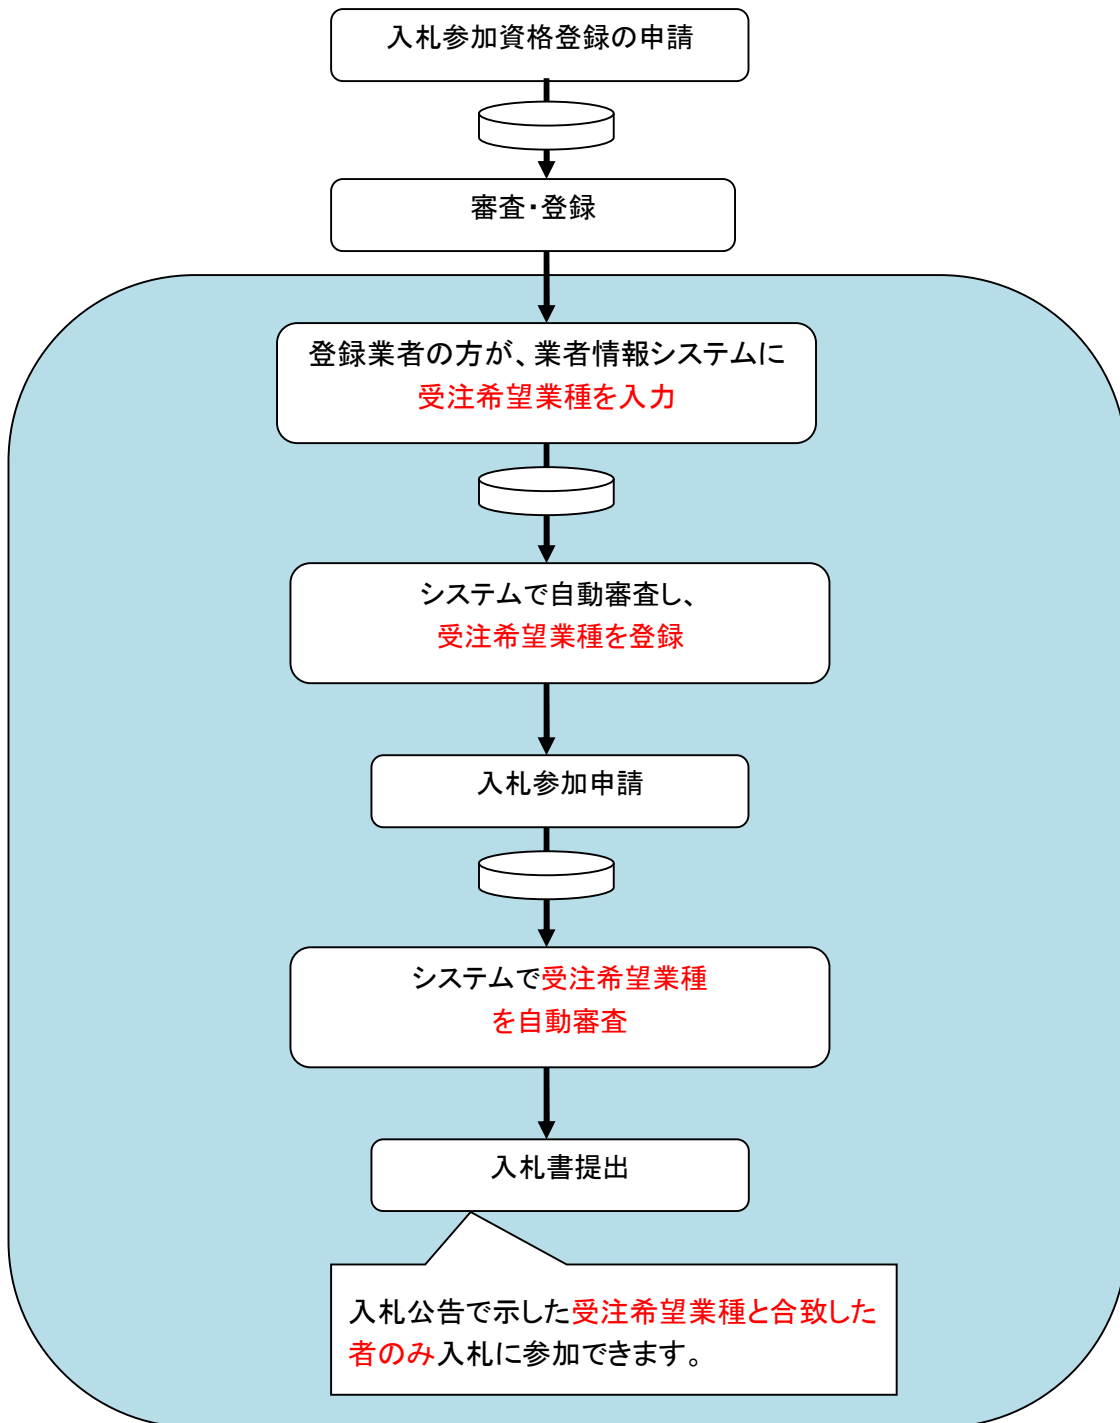 入札参加資格登録の申請
審査・登録
登録業者の方が、業者情報システムに
受注希望業種を入力
システムで自動審査し、
受注希望業種を登録
入札参加申請
システムで受注希望業種
を自動審査
入札書提出
入札公告で示した受注希望業種と合致した
者のみ入札に参加できます。